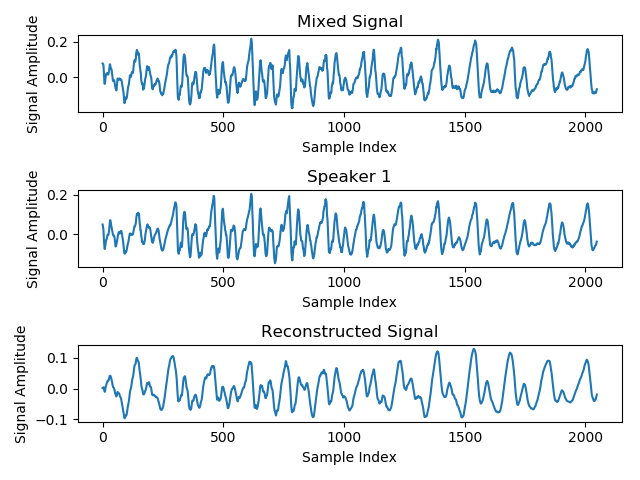 Mixed Signal
Signal Amplitude
0.2
0.0
0 500 1000 1500 2000
Sample Index
Speaker 1
Signal Amplitude
0.2
0.0
0 500 1000 1500 2000
Sample Index
Reconstructed Signal
Signal Amplitude
0.1
0.0
−0.1
0 500 1000 1500 2000
Sample Index